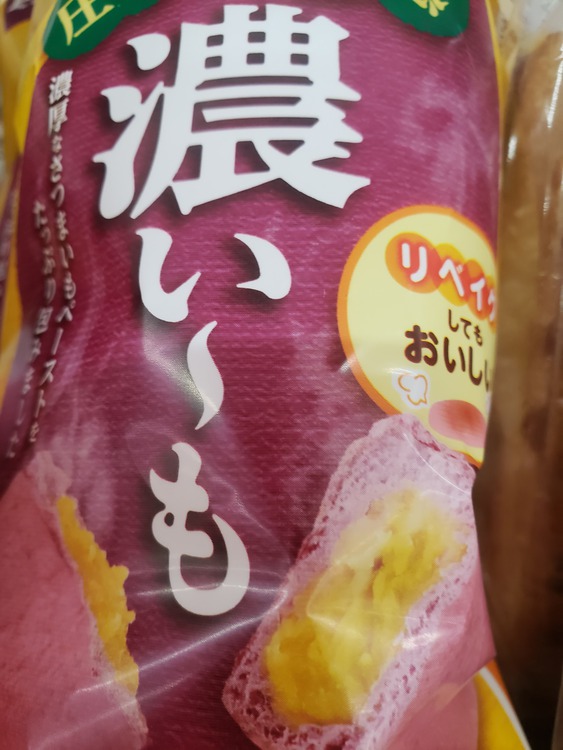 濃い〜も
濃厚なさつまいもペーストを
たっぷり包みました
リベイク
しても
おいしい